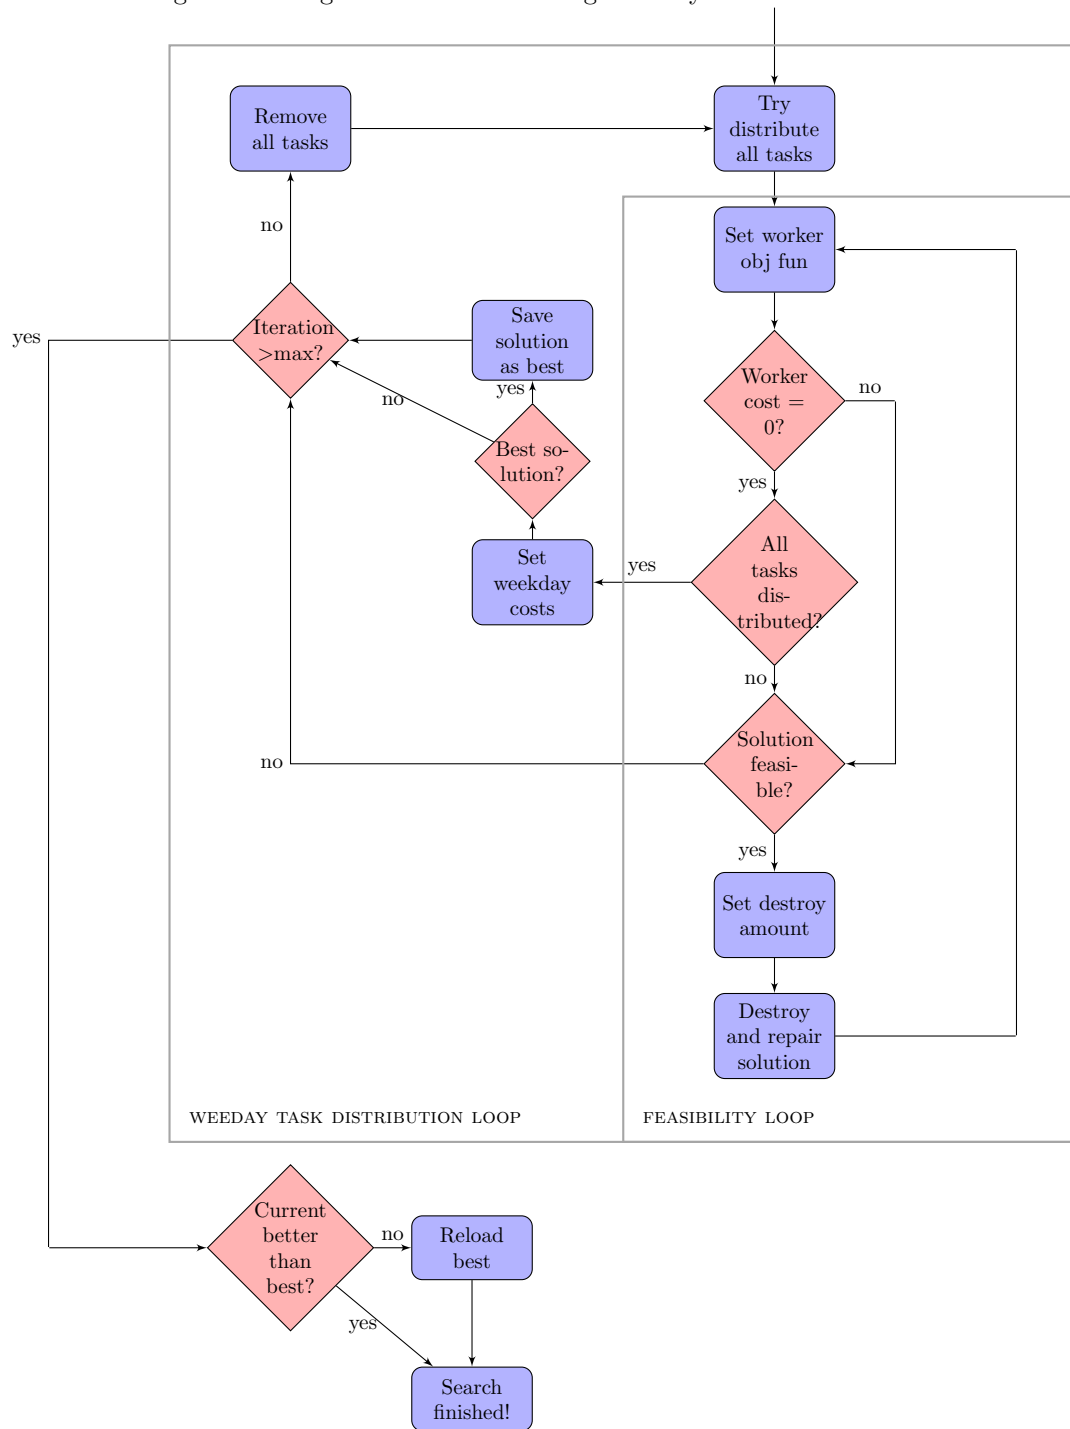 Remove
all tasks
Try
distribute
all tasks
no
Set worker
obj fun
yes
Iteration
>max?
Save
solution
as best
no
yes
Worker
cost =
0?
no
Best so-
lution?
yes
Set
weekday
costs
yes
All
tasks
dis-
tributed?
no
no
Solution
feasi-
ble?
yes
Set destroy
amount
Destroy
and repair
solution
WEEDAY TASK DISTRIBUTION LOOP
FEASIBILITY LOOP
Current
better
than
best?
no
Reload
best
yes
Search
finished!